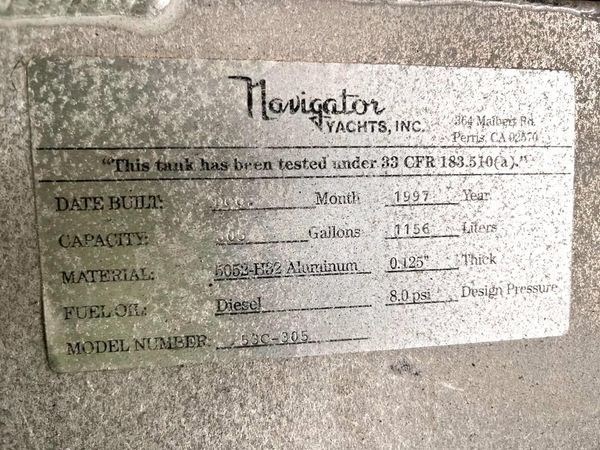 Navigator
YACHTS, INC.
364 Malbert Rd.
Perris, CA
"This tank has been tested under 33 CFR 183.510(a)."
DATE BUILT: Month 1997 Year
CAPACITY: Gallons 1156 Liters
MATERIAL: 5052-H32 Aluminum 0.125" Thick
FUEL OIL: Diesel 8.0 psi Design Pressure
MODEL NUMBER: 53C-305